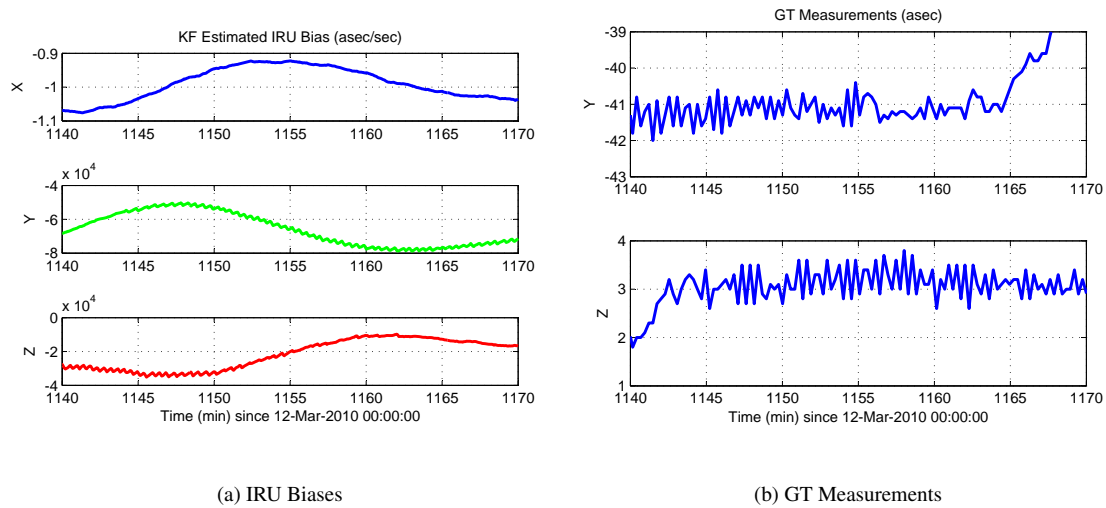 KF Estimated IRU Bias (asec/sec)
-0.9
-1
-1.1
X
1140 1145 1150 1155 1160 1165 1170
x 10⁴
-4
-6
-8
Y
1140 1145 1150 1155 1160 1165 1170
x 10⁴
0
-2
-4
Z
1140 1145 1150 1155 1160 1165 1170
Time (min) since 12-Mar-2010 00:00:00
(a) IRU Biases
GT Measurements (asec)
-39
-40
-41
-42
-43
Y
1140 1145 1150 1155 1160 1165 1170
4
3
2
1
Z
1140 1145 1150 1155 1160 1165 1170
Time (min) since 12-Mar-2010 00:00:00
(b) GT Measurements